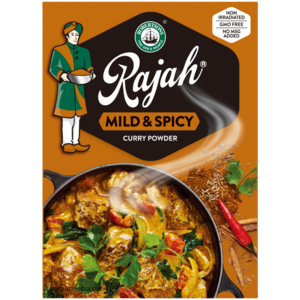 ROBERTSONS
Rajah®
NON
IRRADIATED
GMO FREE
NO MSG
ADDED
MILD & SPICY
CURRY POWDER